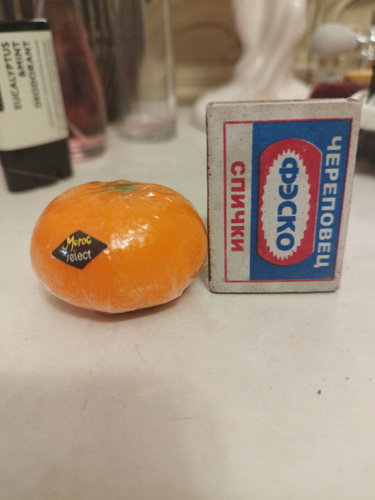 EUCALYPTUS
&MINT
DEODORANT
Maroc
select
СПИЧКИ
ФЭСКО
ЧЕРЕПОВЕЦ